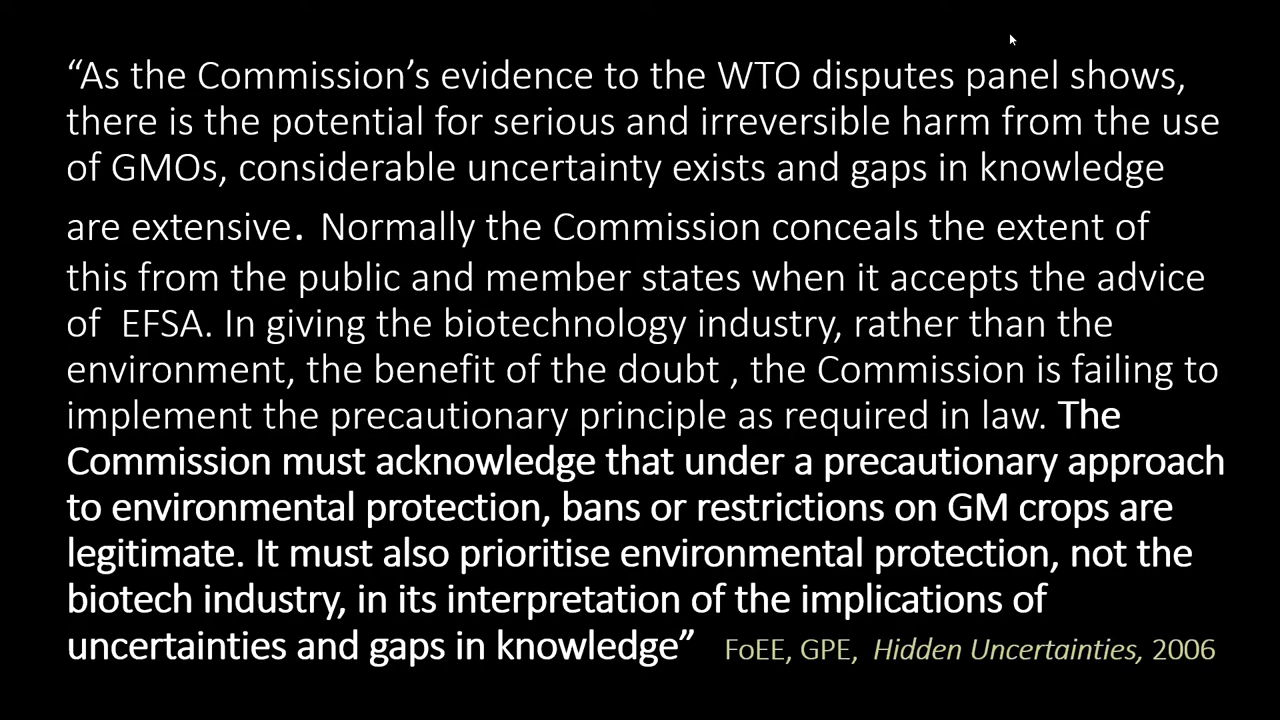 “As the Commission’s evidence to the WTO disputes panel shows,
there is the potential for serious and irreversible harm from the use
of GMOs, considerable uncertainty exists and gaps in knowledge
are extensive. Normally the Commission conceals the extent of
this from the public and member states when it accepts the advice
of  EFSA. In giving the biotechnology industry, rather than the
environment, the benefit of the doubt , the Commission is failing to
implement the precautionary principle as required in law. The
Commission must acknowledge that under a precautionary approach
to environmental protection, bans or restrictions on GM crops are
legitimate. It must also prioritise environmental protection, not the
biotech industry, in its interpretation of the implications of
uncertainties and gaps in knowledge” FoEE, GPE, Hidden Uncertainties, 2006